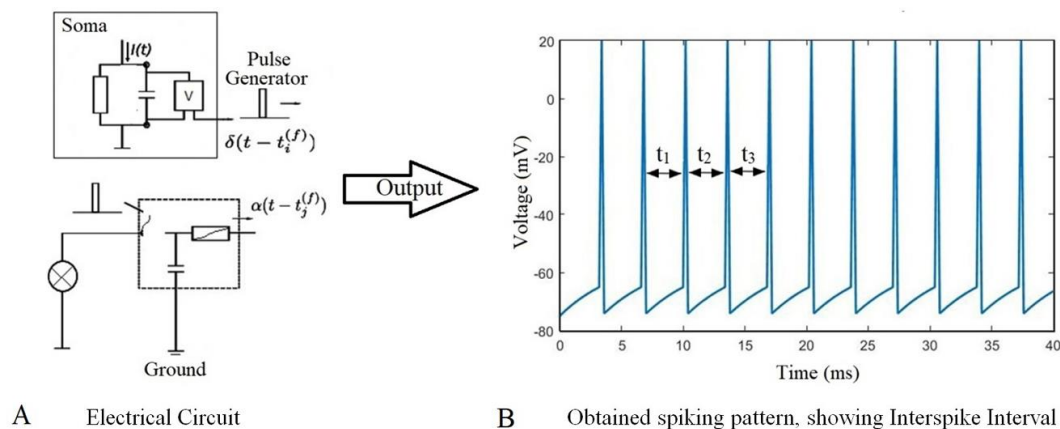 Soma
I(t)
V
Pulse
Generator
δ(t − t_i^(f))
α(t − t_j^(f))
Ground
Output
A Electrical Circuit
Voltage (mV)
20
0
-20
-40
-60
-80
t₁ t₂ t₃
0 5 10 15 20 25 30 35 40
Time (ms)
B Obtained spiking pattern, showing Interspike Interval